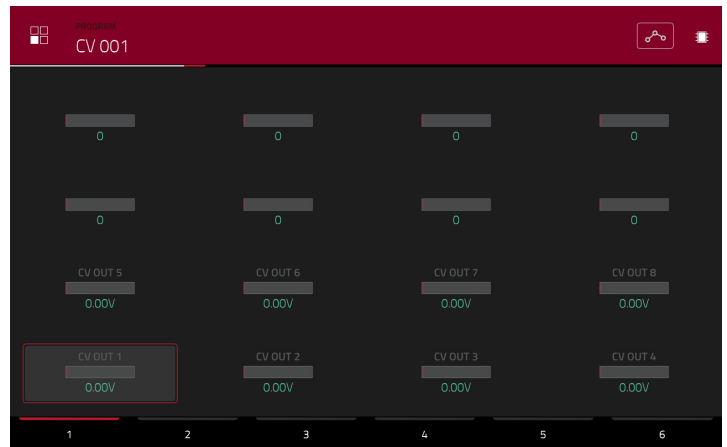 PROGRAM
CV 001
0 0 0 0
0 0 0 0
CV OUT 5 CV OUT 6 CV OUT 7 CV OUT 8
0.00V 0.00V 0.00V 0.00V
CV OUT 1 CV OUT 2 CV OUT 3 CV OUT 4
0.00V 0.00V 0.00V 0.00V
1 2 3 4 5 6